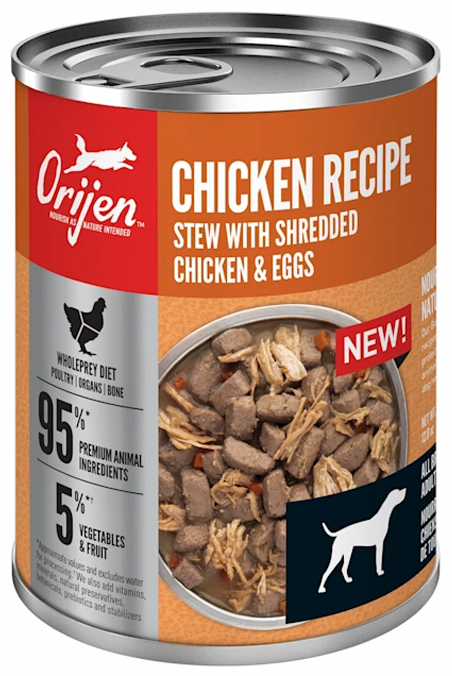 Orijen™
NOURISH AS NATURE INTENDED
CHICKEN RECIPE
STEW WITH SHREDDED
CHICKEN & EGGS
NEW!
WHOLEPREY DIET
POULTRY | ORGANS | BONE
95%*
PREMIUM ANIMAL
INGREDIENTS
5%*†
VEGETABLES
& FRUIT
*Approximate values and excludes water
for processing. †We also add vitamins,
minerals, natural preservatives,
botanicals, prebiotics and stabilizers